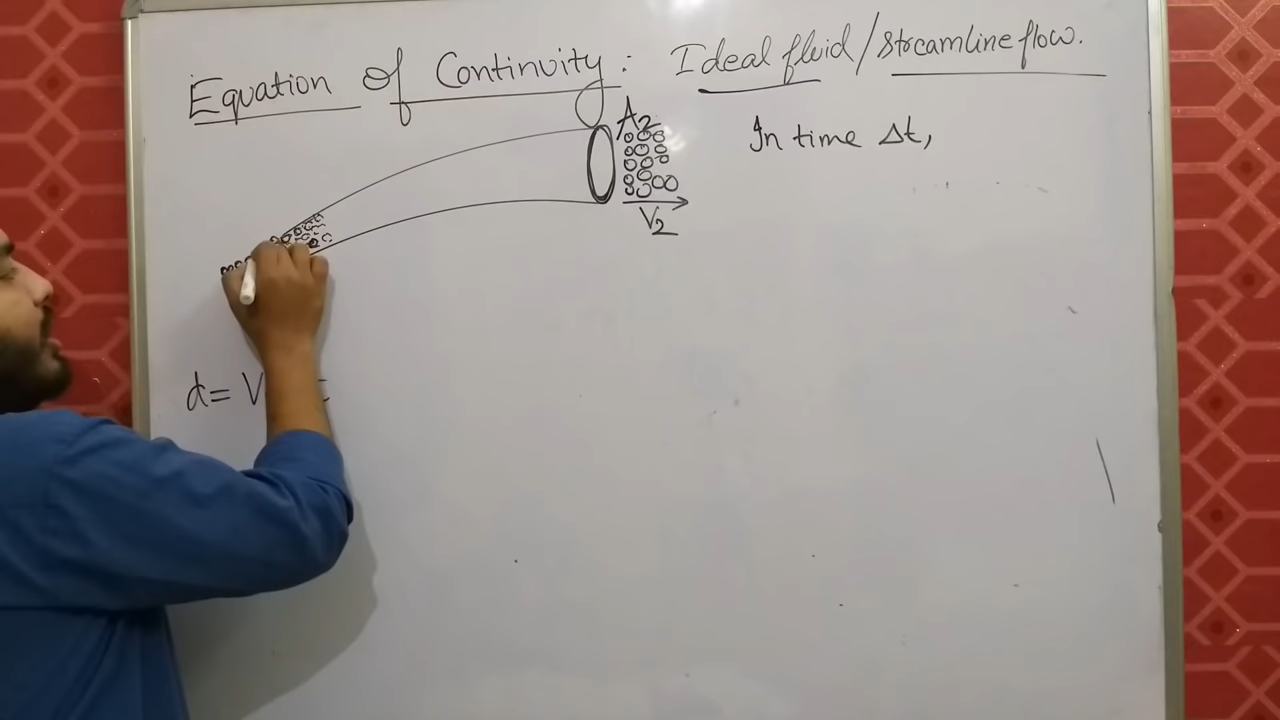 Equation of Continuity : Ideal fluid / streamline flow.
A2
In time Δt,
V2
d= V